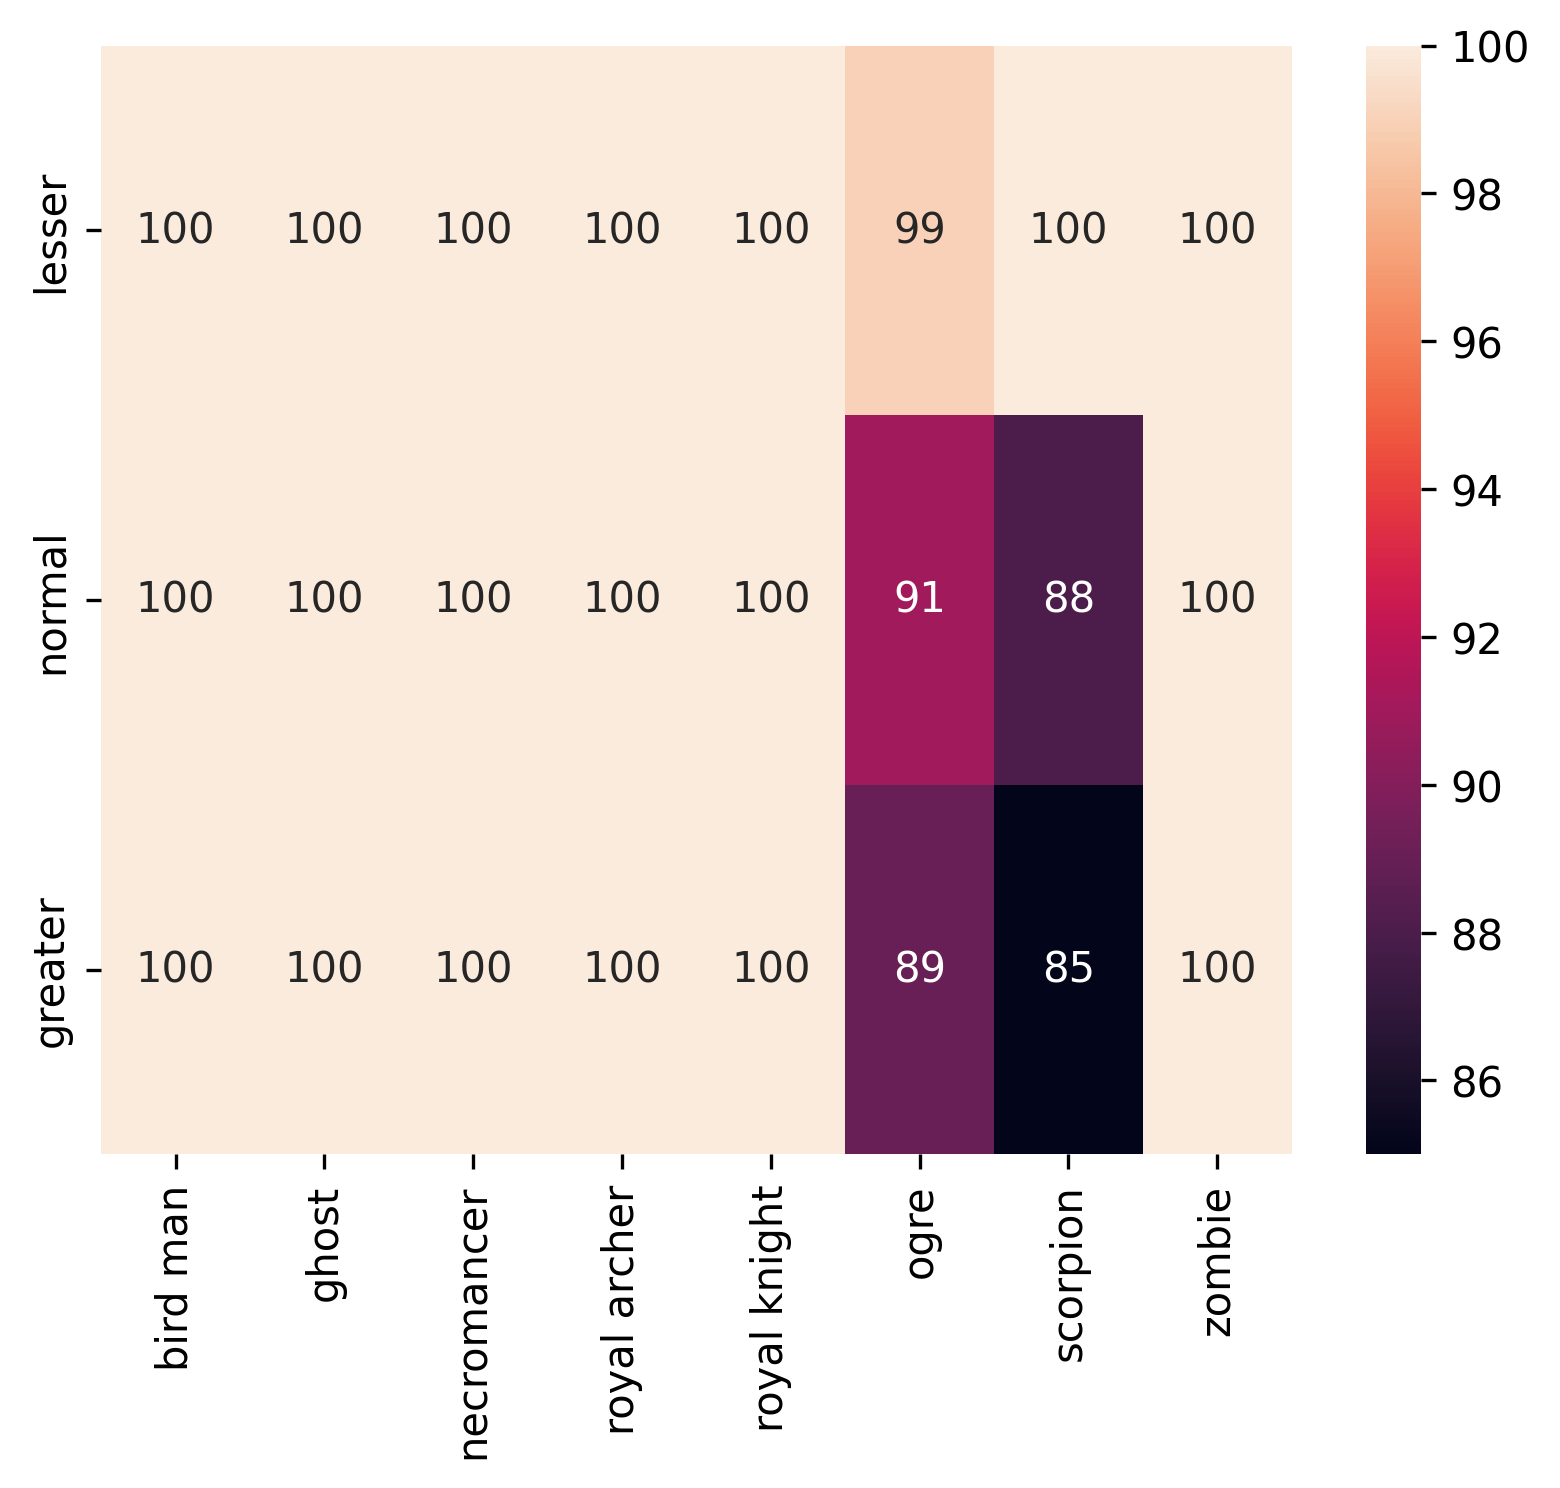 lesser 100 100 100 100 100 99 100 100
normal 100 100 100 100 100 91 88 100
greater 100 100 100 100 100 89 85 100
bird man
ghost
necromancer
royal archer
royal knight
ogre
scorpion
zombie
100
98
96
94
92
90
88
86